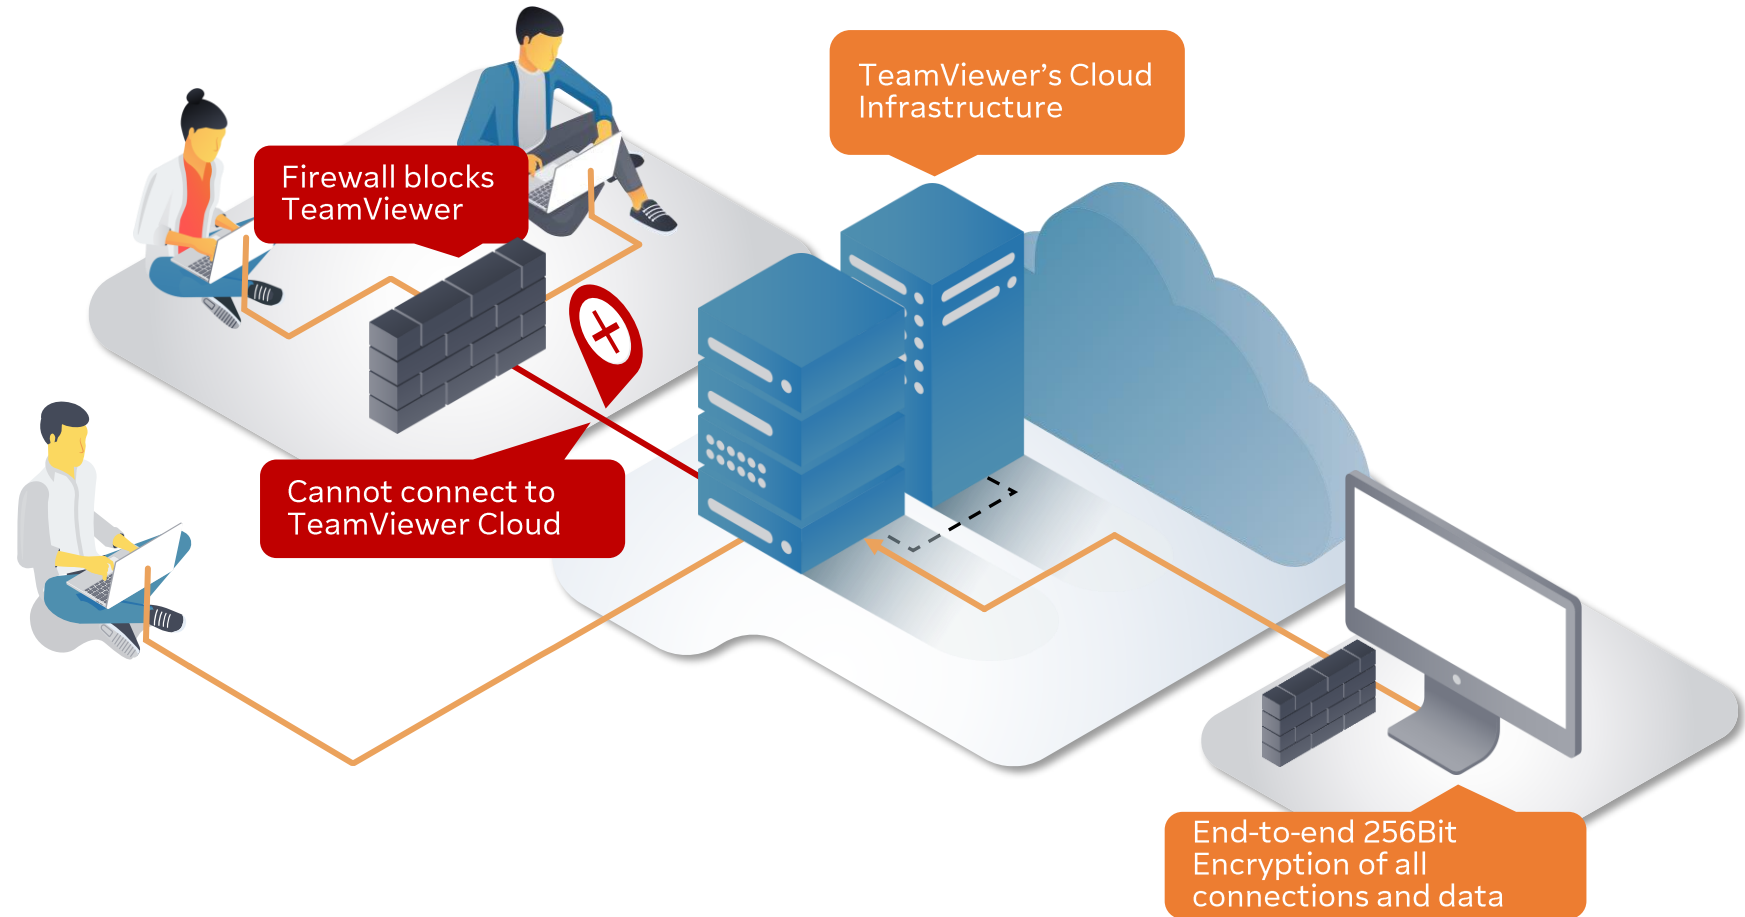 TeamViewer’s Cloud
Infrastructure
Firewall blocks
TeamViewer
Cannot connect to
TeamViewer Cloud
End-to-end 256Bit
Encryption of all
connections and data